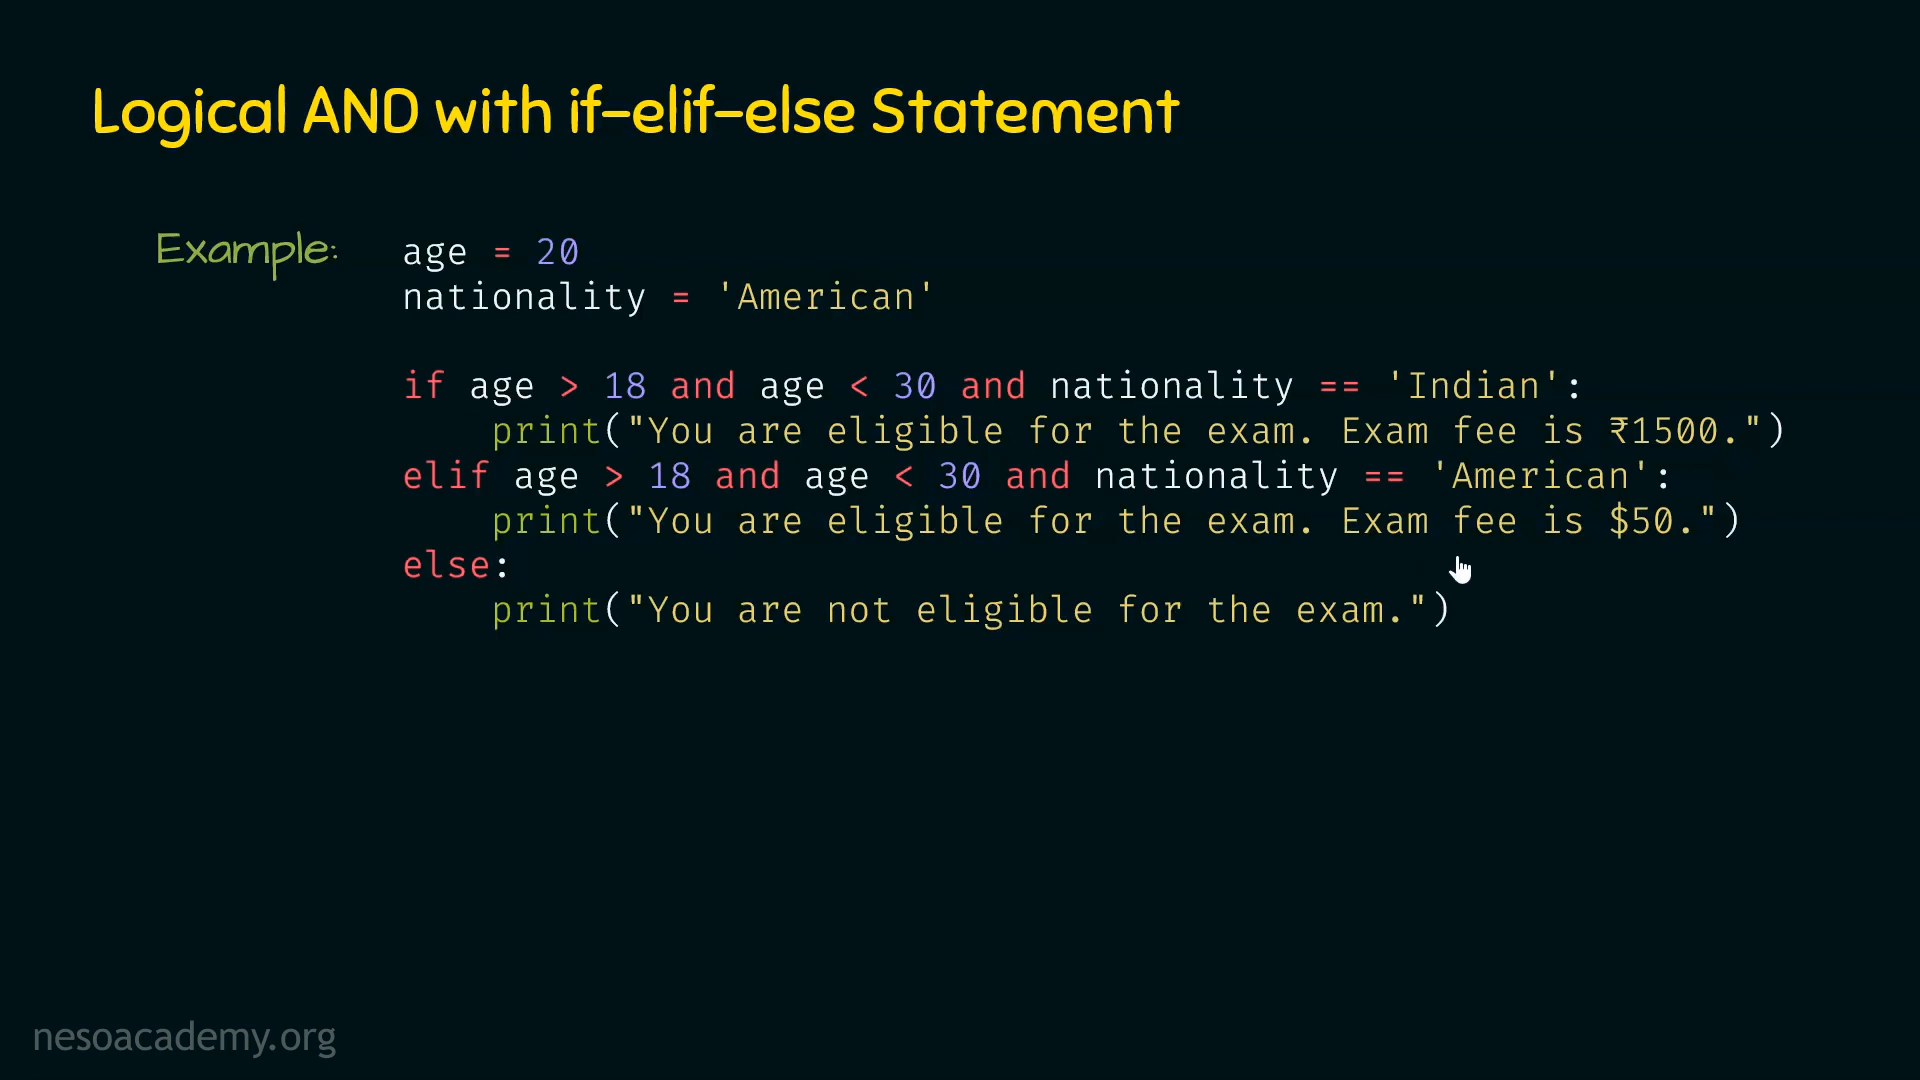 Logical AND with if-elif-else Statement
Example:
age = 20
nationality = 'American'
if age > 18 and age < 30 and nationality == 'Indian':
    print("You are eligible for the exam. Exam fee is ₹1500.")
elif age > 18 and age < 30 and nationality == 'American':
    print("You are eligible for the exam. Exam fee is $50.")
else:
    print("You are not eligible for the exam.")
nesoacademy.org